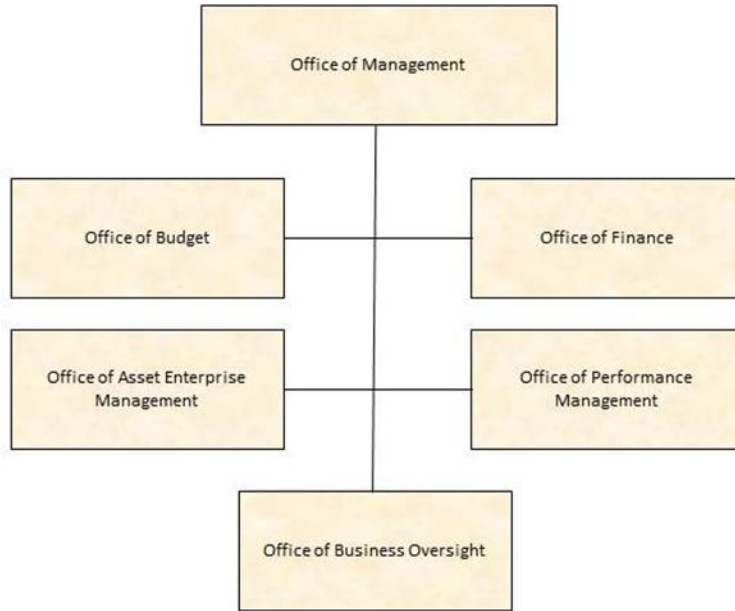 Office of Management
Office of Budget
Office of Finance
Office of Asset Enterprise
Management
Office of Performance
Management
Office of Business Oversight